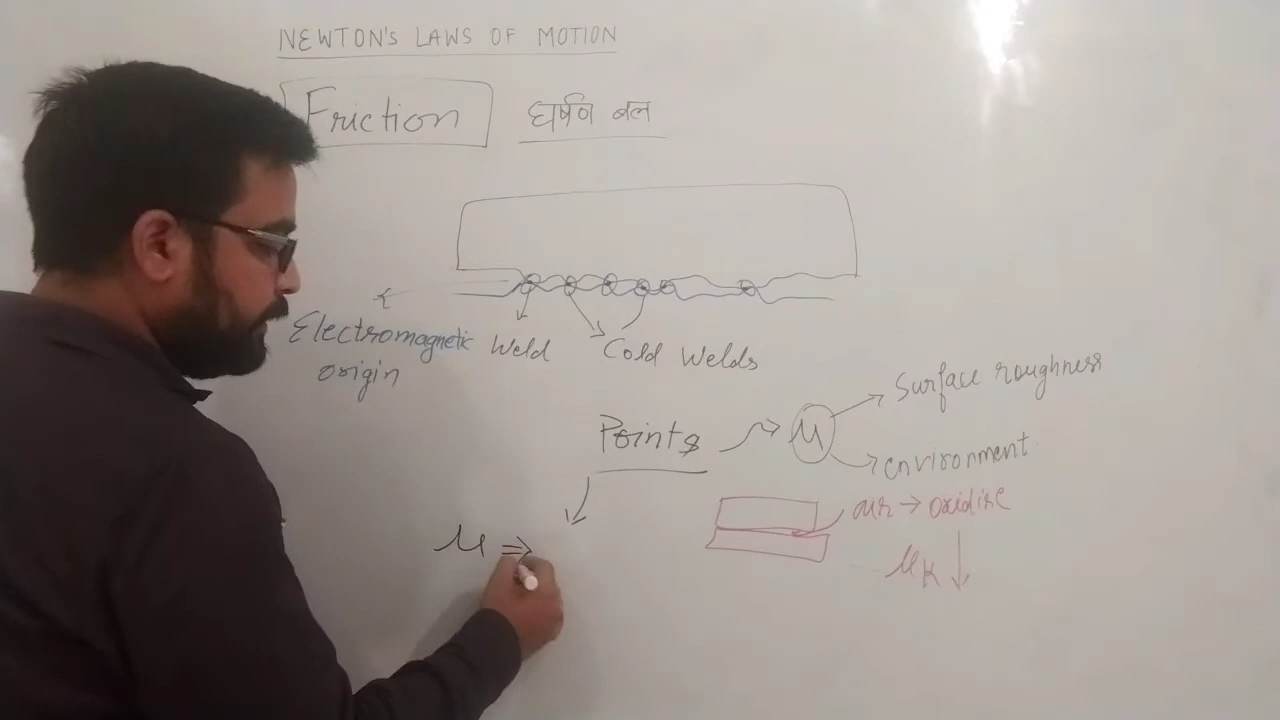 NEWTON'S LAWS OF MOTION
Friction घर्षण बल
Electromagnetic Weld Cold Welds
origin
Surface roughness
Points μ
environment
air → oxidise
μ ⇒
μK ↓